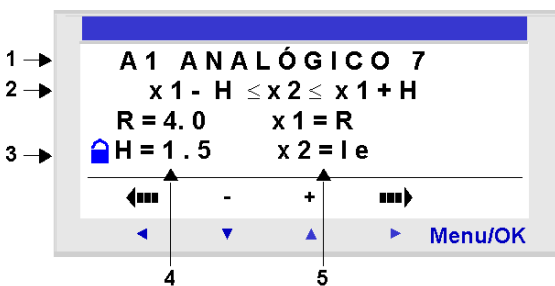 1 A1 ANALÓGICO 7
2 x1 - H ≤ x2 ≤ x1 + H
R = 4.0 x1 = R
3 H = 1.5 x2 = Ie
- +
Menu/OK
4 5